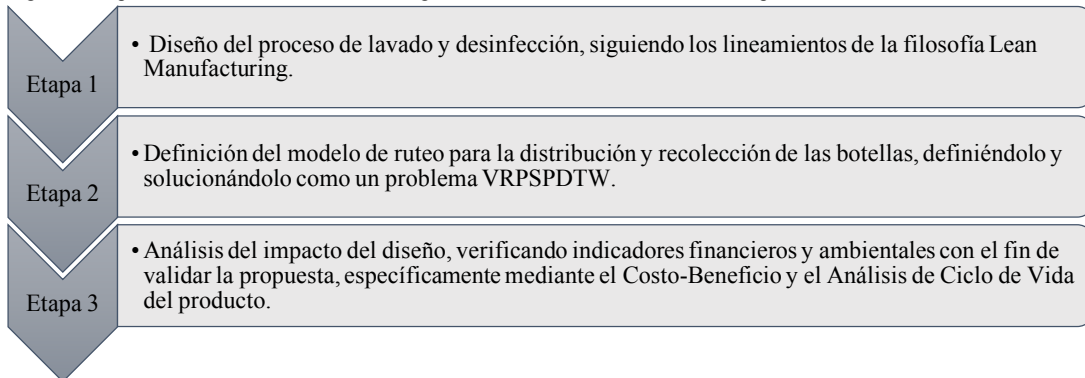 Etapa 1
• Diseño del proceso de lavado y desinfección, siguiendo los lineamientos de la filosofía Lean
Manufacturing.
Etapa 2
• Definición del modelo de ruteo para la distribución y recolección de las botellas, definiéndolo y
solucionándolo como un problema VRPSPDTW.
Etapa 3
• Análisis del impacto del diseño, verificando indicadores financieros y ambientales con el fin de
validar la propuesta, específicamente mediante el Costo-Beneficio y el Análisis de Ciclo de Vida
del producto.